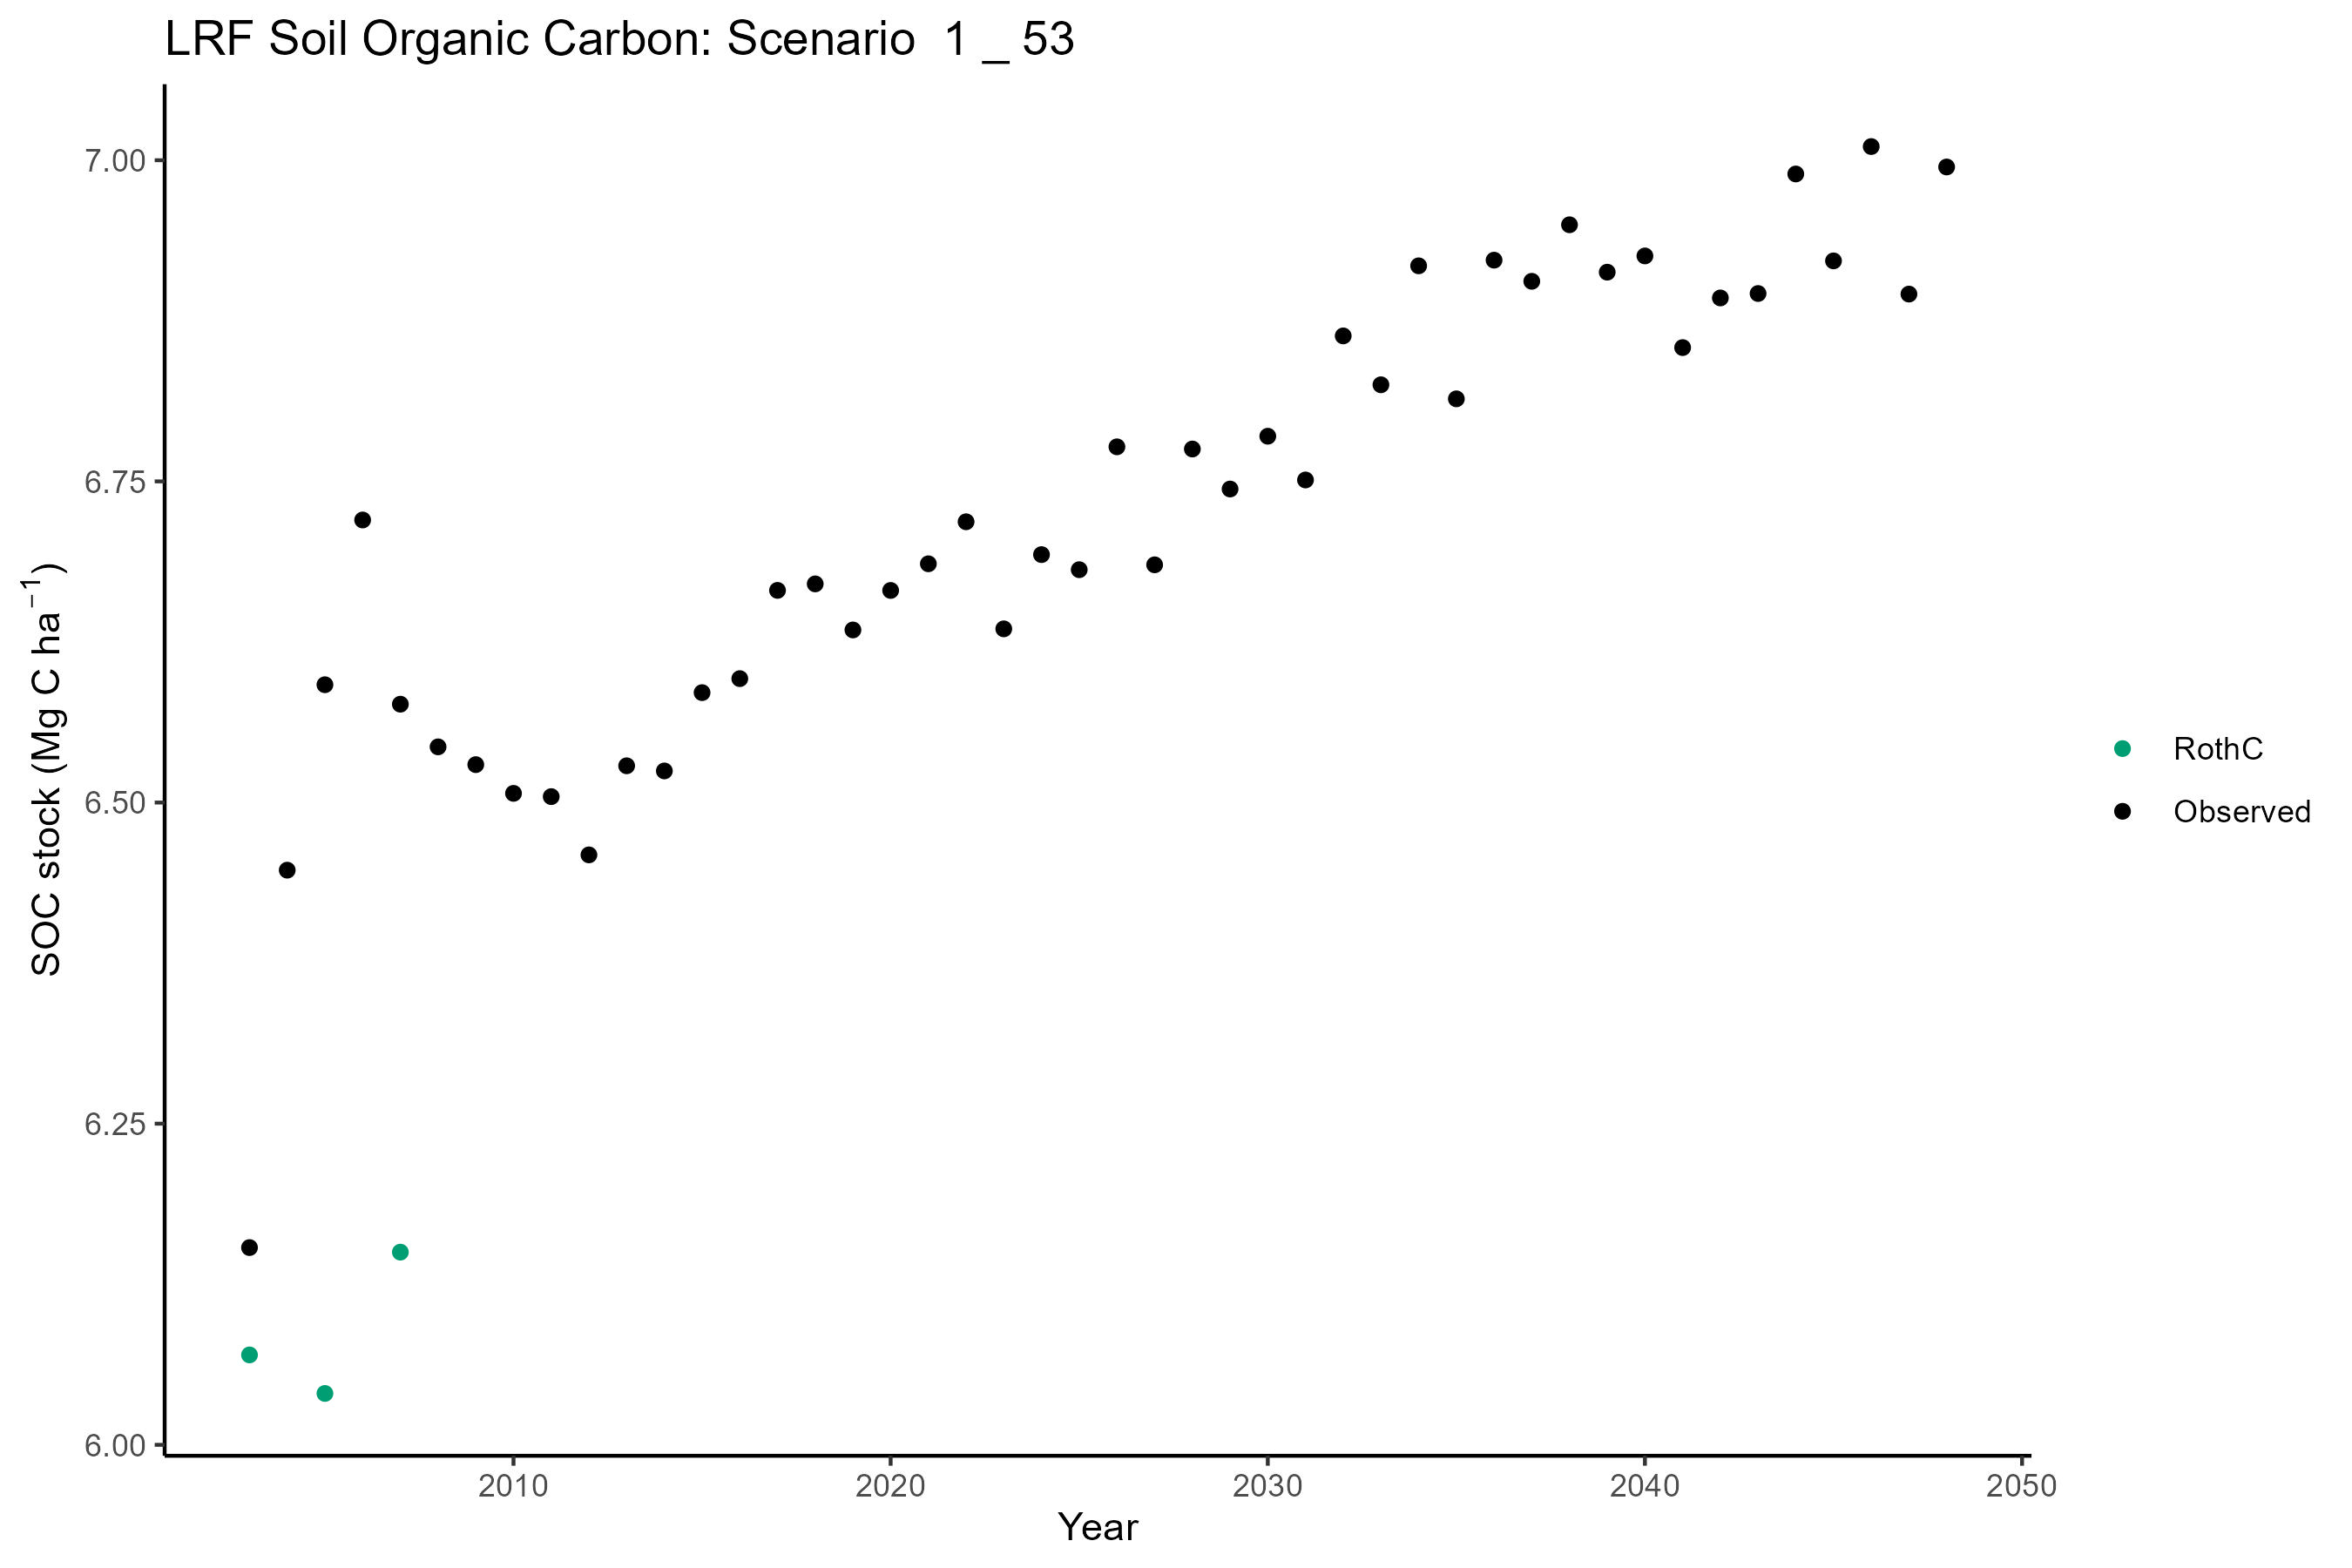 LRF Soil Organic Carbon: Scenario 1 _ 53
7.00
6.75
6.50
6.25
6.00
SOC stock (Mg C ha⁻¹)
2010 2020 2030 2040 2050
Year
RothC
Observed